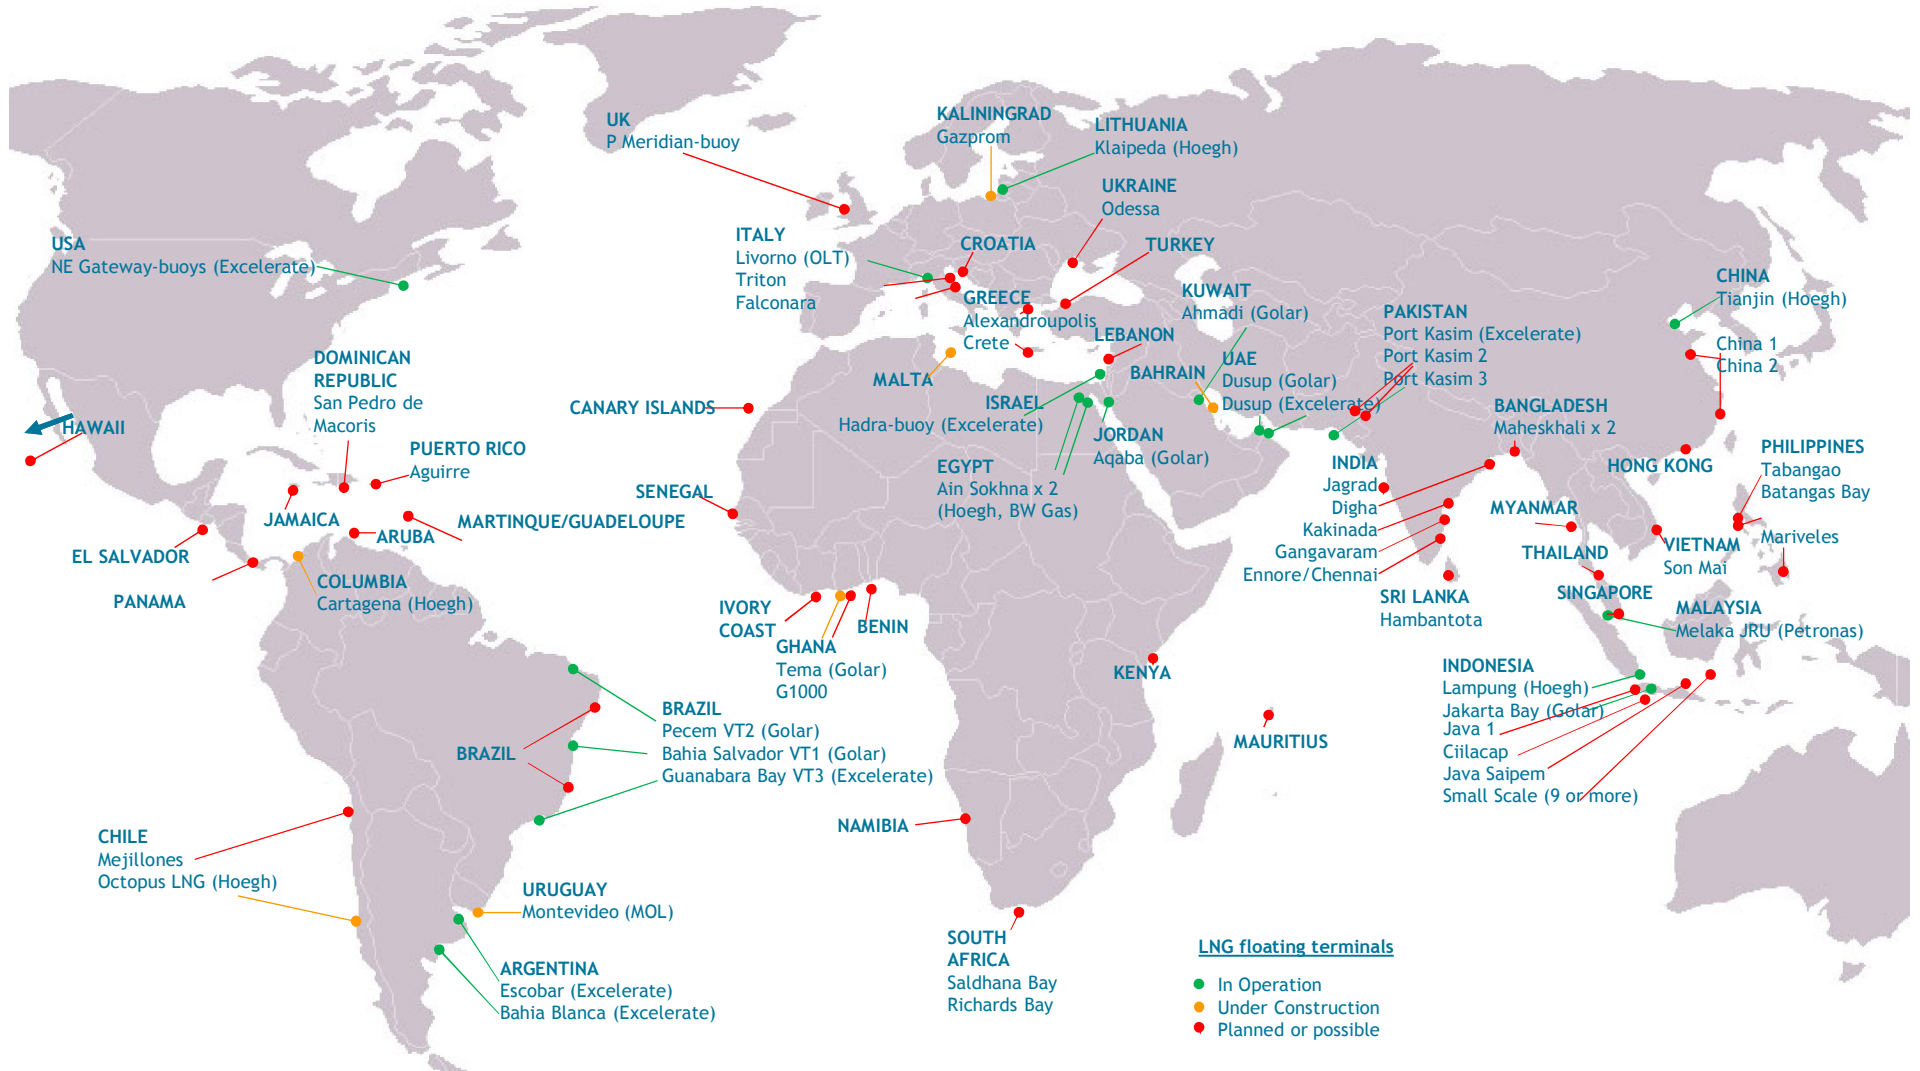 UK
P Meridian-buoy
KALININGRAD
Gazprom
LITHUANIA
Klaipeda (Hoegh)
UKRAINE
Odessa
USA
NE Gateway-buoys (Excelerate)
ITALY
Livorno (OLT)
Triton
Falconara
CROATIA
TURKEY
GREECE
Alexandroupolis
Crete
KUWAIT
Ahmadi (Golar)
LEBANON
BAHRAIN
UAE
Dusup (Golar)
Dusup (Excelerate)
PAKISTAN
Port Kasim (Excelerate)
Port Kasim 2
Port Kasim 3
CHINA
Tianjin (Hoegh)
China 1
China 2
DOMINICAN
REPUBLIC
San Pedro de
Macoris
HAWAII
PUERTO RICO
Aguirre
JAMAICA
MARTINQUE/GUADELOUPE
ARUBA
EL SALVADOR
PANAMA
COLUMBIA
Cartagena (Hoegh)
MALTA
CANARY ISLANDS
ISRAEL
Hadra-buoy (Excelerate)
JORDAN
Aqaba (Golar)
EGYPT
Ain Sokhna x 2
(Hoegh, BW Gas)
SENEGAL
BANGLADESH
Maheskhali x 2
INDIA
Jagrad
Digha
Kakinada
Gangavaram
Ennore/Chennai
SRI LANKA
Hambantota
HONG KONG
PHILIPPINES
Tabangao
Batangas Bay
Mariveles
MYANMAR
THAILAND
VIETNAM
Son Mai
SINGAPORE
MALAYSIA
Melaka JRU (Petronas)
INDONESIA
Lampung (Hoegh)
Jakarta Bay (Golar)
Java 1
Ciilacap
Java Saipem
Small Scale (9 or more)
IVORY
COAST
GHANA
Tema (Golar)
G1000
BENIN
KENYA
MAURITIUS
BRAZIL
Pecem VT2 (Golar)
Bahia Salvador VT1 (Golar)
Guanabara Bay VT3 (Excelerate)
BRAZIL
NAMIBIA
CHILE
Mejillones
Octopus LNG (Hoegh)
URUGUAY
Montevideo (MOL)
ARGENTINA
Escobar (Excelerate)
Bahia Blanca (Excelerate)
SOUTH
AFRICA
Saldhana Bay
Richards Bay
LNG floating terminals
In Operation
Under Construction
Planned or possible